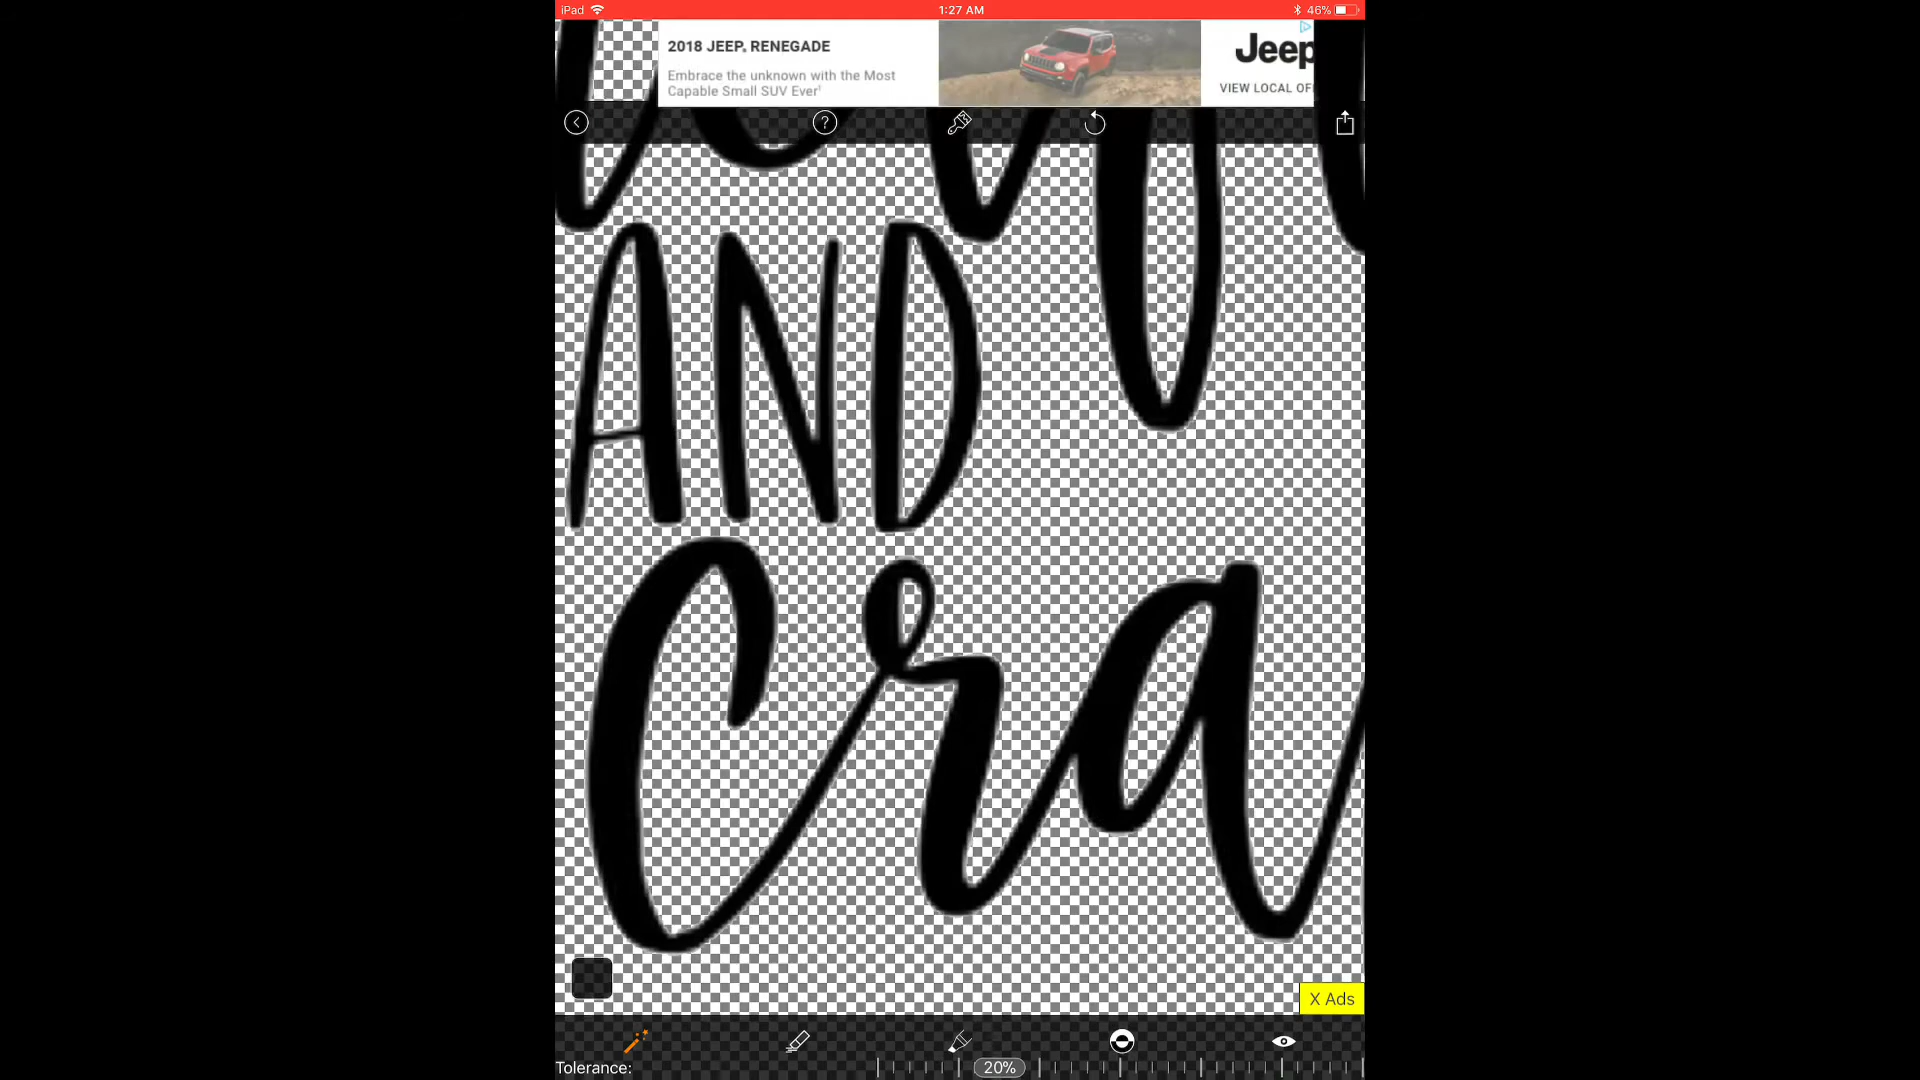 iPad 1:27 AM 46%
2018 JEEP® RENEGADE
Embrace the unknown with the Most
Capable Small SUV Ever¹
Jeep
VIEW LOCAL OF
?
AND
Cra
X Ads
Tolerance: 20%